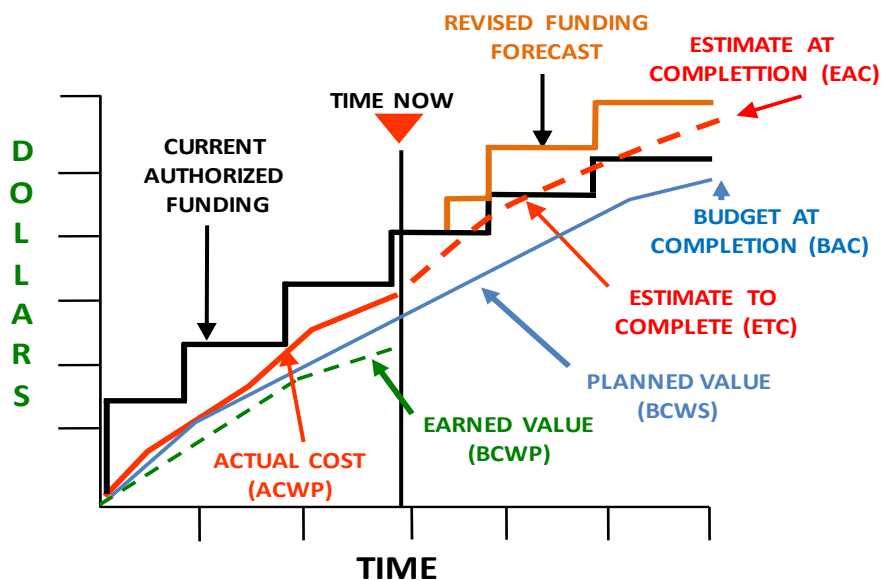 REVISED FUNDING
FORECAST
ESTIMATE AT
COMPLETTION (EAC)
TIME NOW
CURRENT
AUTHORIZED
FUNDING
DOLLARS
BUDGET AT
COMPLETION (BAC)
ESTIMATE TO
COMPLETE (ETC)
PLANNED VALUE
(BCWS)
EARNED VALUE
(BCWP)
ACTUAL COST
(ACWP)
TIME